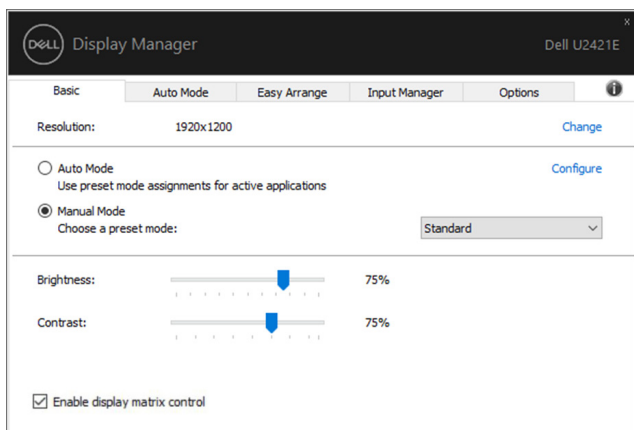 x
DELL Display Manager Dell U2421E
Basic Auto Mode Easy Arrange Input Manager Options i
Resolution: 1920x1200 Change
Auto Mode Configure
Use preset mode assignments for active applications
Manual Mode
Choose a preset mode: Standard
Brightness: 75%
Contrast: 75%
Enable display matrix control